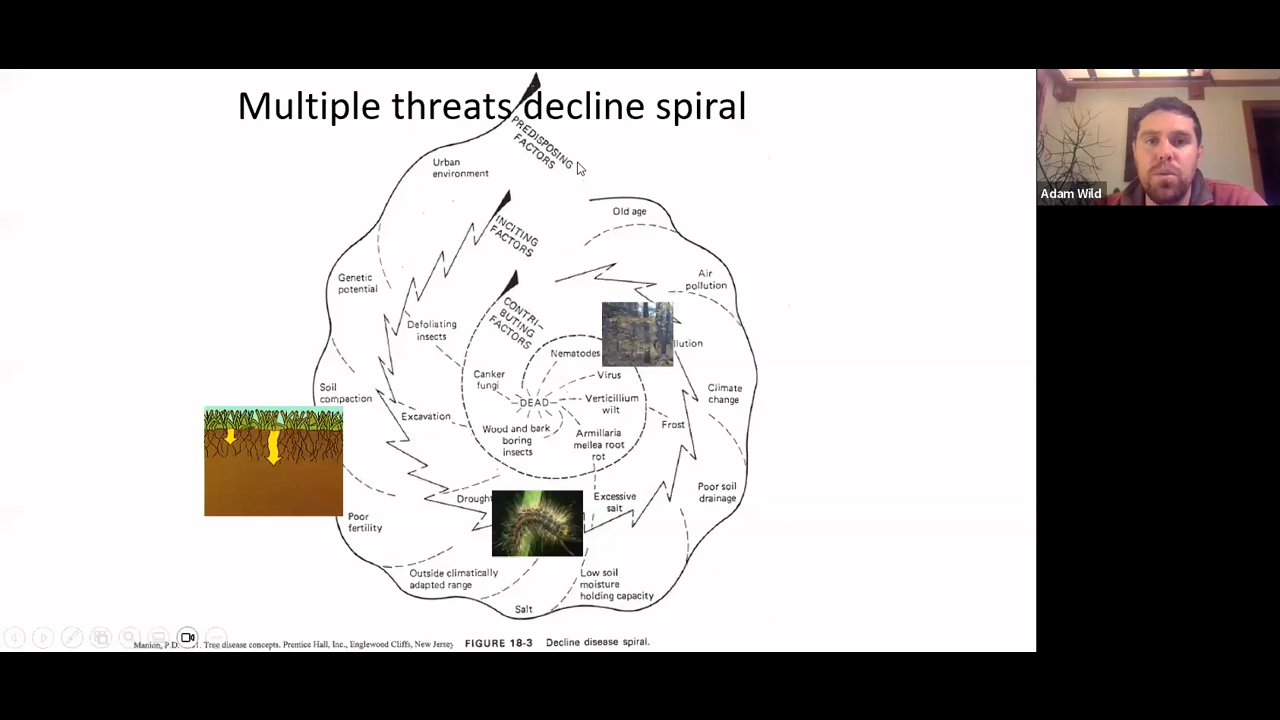 Multiple threats decline spiral
PREDISPOSING
FACTORS
Urban
environment
INCITING
FACTORS
Old age
Genetic
potential
Air
pollution
CONTRI-
BUTING
FACTORS
Defoliating
insects
Nematodes
llution
Canker
fungi
Virus
Soil
compaction
DEAD
Verticillium
wilt
Climate
change
Excavation
Wood and bark
boring
insects
Armillaria
mellea root
rot
Frost
Drought
Excessive
salt
Poor soil
drainage
Poor
fertility
Outside climatically
adapted range
Low soil
moisture
holding capacity
Salt
Manion, P.D. Tree disease concepts. Prentice Hall, Inc., Englewood Cliffs, New Jersey
FIGURE 18-3 Decline disease spiral.
Adam Wild